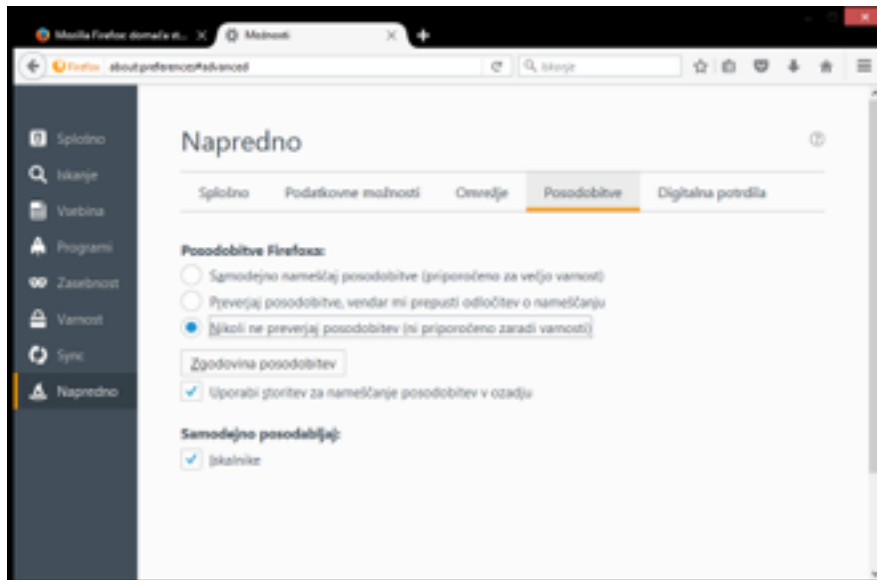 Mozilla Firefox: domača st...
Možnosti
Firefox
about:preferences#advanced
Iskanje
Splošno
Iskanje
Vsebina
Programi
Zasebnost
Varnost
Sync
Napredno
Napredno
Splošno
Podatkovne možnosti
Omrežje
Posodobitve
Digitalna potrdila
Posodobitve Firefoxa:
Samodejno nameščaj posodobitve (priporočeno za večjo varnost)
Preverjaj posodobitve, vendar mi prepusti odločitev o nameščanju
Nikoli ne preverjaj posodobitev (ni priporočeno zaradi varnosti)
Zgodovina posodobitev
Uporabi storitev za nameščanje posodobitev v ozadju
Samodejno posodabljaj:
Iskalnike